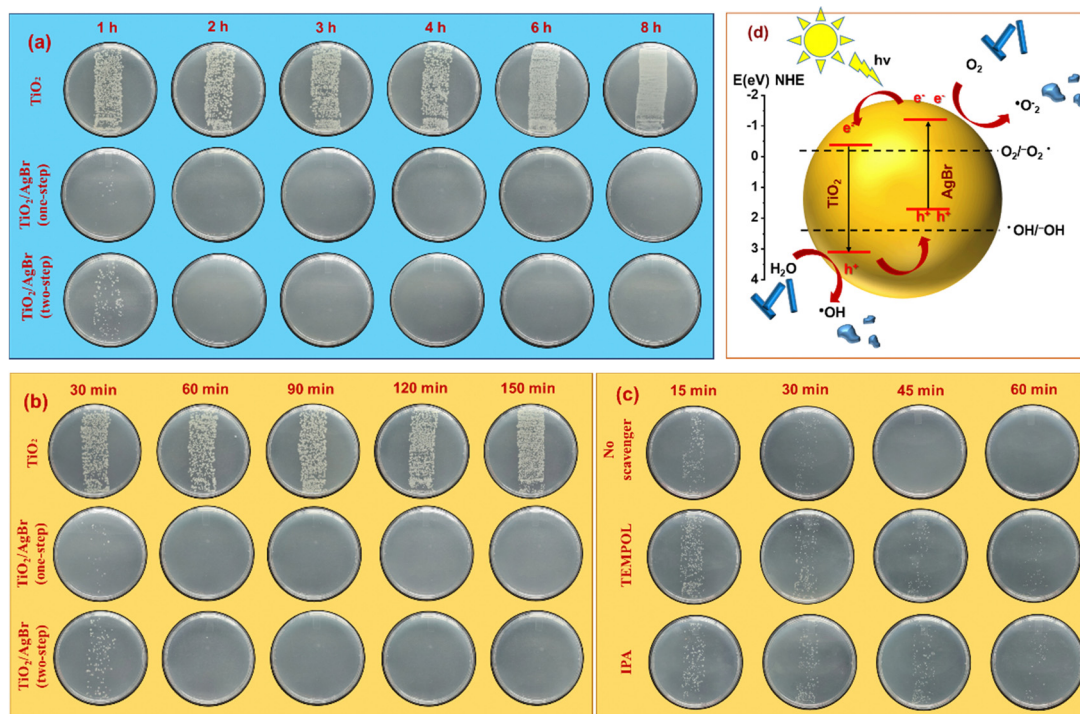 (a)
1 h 2 h 3 h 4 h 6 h 8 h
TiO₂
TiO₂/AgBr
(one-step)
TiO₂/AgBr
(two-step)
(d)
hv
O₂
E(eV) NHE
-2
-1
0
1
2
3
4
e⁻ e⁻
e⁻
•O⁻₂
O₂/⁻O₂ •
TiO₂
AgBr
h⁺ h⁺
•OH/⁻OH
H₂O
h⁺
•OH
(b)
30 min 60 min 90 min 120 min 150 min
TiO₂
TiO₂/AgBr
(one-step)
TiO₂/AgBr
(two-step)
(c)
15 min 30 min 45 min 60 min
No
scavenger
TEMPOL
IPA